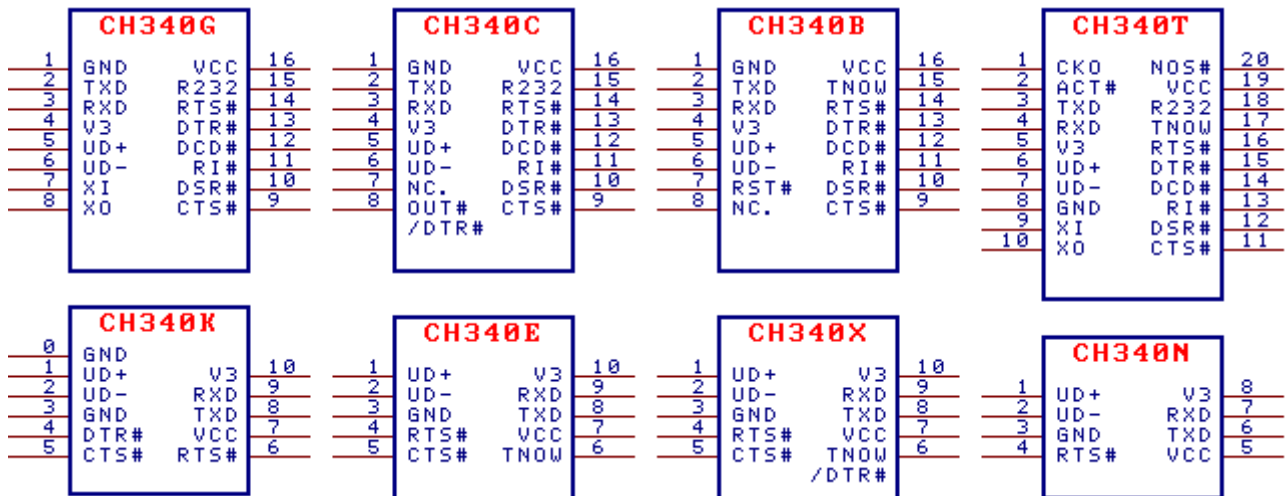 CH340G CH340C CH340B CH340T
1 GND VCC 16 1 GND VCC 16 1 GND VCC 16 1 CKO NOS# 20
2 TXD R232 15 2 TXD R232 15 2 TXD TNOW 15 2 ACT# VCC 19
3 RXD RTS# 14 3 RXD RTS# 14 3 RXD RTS# 14 3 TXD R232 18
4 V3 DTR# 13 4 V3 DTR# 13 4 V3 DTR# 13 4 RXD TNOW 17
5 UD+ DCD# 12 5 UD+ DCD# 12 5 UD+ DCD# 12 5 V3 RTS# 16
6 UD- RI# 11 6 UD- RI# 11 6 UD- RI# 11 6 UD+ DTR# 15
7 XI DSR# 10 7 NC. DSR# 10 7 RST# DSR# 10 7 UD- DCD# 14
8 XO CTS# 9 8 OUT# CTS# 9 8 NC. CTS# 9 8 GND RI# 13
/DTR# 9 XI DSR# 12
10 XO CTS# 11
CH340K CH340E CH340X CH340N
0 GND
1 UD+ V3 10 1 UD+ V3 10 1 UD+ V3 10 1 UD+ V3 8
2 UD- RXD 9 2 UD- RXD 9 2 UD- RXD 9 2 UD- RXD 7
3 GND TXD 8 3 GND TXD 8 3 GND TXD 8 3 GND TXD 6
4 DTR# VCC 7 4 RTS# VCC 7 4 RTS# VCC 7 4 RTS# VCC 5
5 CTS# RTS# 6 5 CTS# TNOW 6 5 CTS# TNOW 6
/DTR#